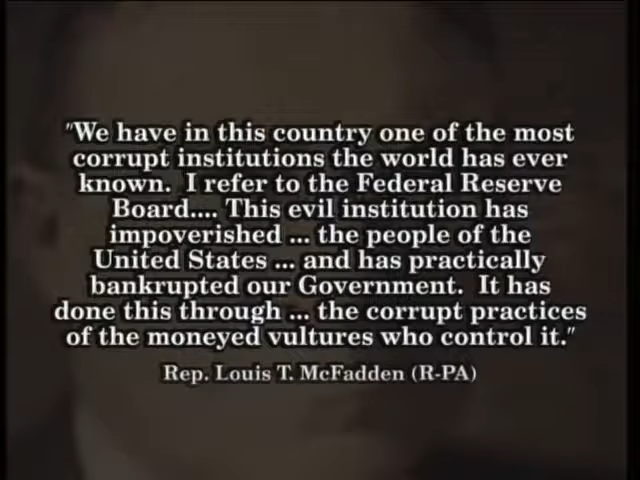 "We have in this country one of the most
corrupt institutions the world has ever
known.  I refer to the Federal Reserve
Board.... This evil institution has
impoverished ... the people of the
United States ... and has practically
bankrupted our Government.  It has
done this through ... the corrupt practices
of the moneyed vultures who control it."
Rep. Louis T. McFadden (R-PA)